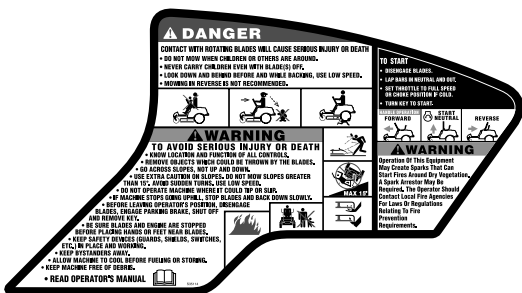 DANGER
CONTACT WITH ROTATING BLADES WILL CAUSE SERIOUS INJURY OR DEATH
• DO NOT MOW WHEN CHILDREN OR OTHERS ARE AROUND.
• NEVER CARRY CHILDREN EVEN WITH BLADE(S) OFF.
• LOOK DOWN AND BEHIND BEFORE AND WHILE BACKING, USE LOW SPEED.
• MOWING IN REVERSE IS NOT RECOMMENDED.
WARNING
TO AVOID SERIOUS INJURY OR DEATH
• KNOW LOCATION AND FUNCTION OF ALL CONTROLS.
• REMOVE OBJECTS WHICH COULD BE THROWN BY THE BLADES.
• GO ACROSS SLOPES, NOT UP AND DOWN.
• USE EXTRA CAUTION ON SLOPES. DO NOT MOW SLOPES GREATER
THAN 15°. AVOID SUDDEN TURNS, USE LOW SPEED.
• DO NOT OPERATE MACHINE WHERE IT COULD TIP OR SLIP.
• IF MACHINE STOPS GOING UPHILL, STOP BLADES AND BACK DOWN SLOWLY.
• BEFORE LEAVING OPERATOR'S POSITION, DISENGAGE
BLADES, ENGAGE PARKING BRAKE, SHUT OFF
AND REMOVE KEY.
• BE SURE BLADES AND ENGINE ARE STOPPED
BEFORE PLACING HANDS OR FEET NEAR BLADES.
• KEEP SAFETY DEVICES (GUARDS, SHIELDS, SWITCHES,
ETC.) IN PLACE AND WORKING.
• KEEP BYSTANDERS AWAY.
• ALLOW MACHINE TO COOL BEFORE FUELING OR STORING.
• KEEP MACHINE FREE OF DEBRIS.
• READ OPERATOR'S MANUAL
MAX 15°
TO START
• DISENGAGE BLADES.
• LAP BARS IN NEUTRAL AND OUT.
• SET THROTTLE TO FULL SPEED
OR CHOKE POSITION IF COLD.
• TURN KEY TO START.
FORWARD
START
NEUTRAL
REVERSE
WARNING
Operation Of This Equipment
May Create Sparks That Can
Start Fires Around Dry Vegetation.
A Spark Arrestor May Be
Required. The Operator Should
Contact Local Fire Agencies
For Laws Or Regulations
Relating To Fire
Prevention
Requirements.